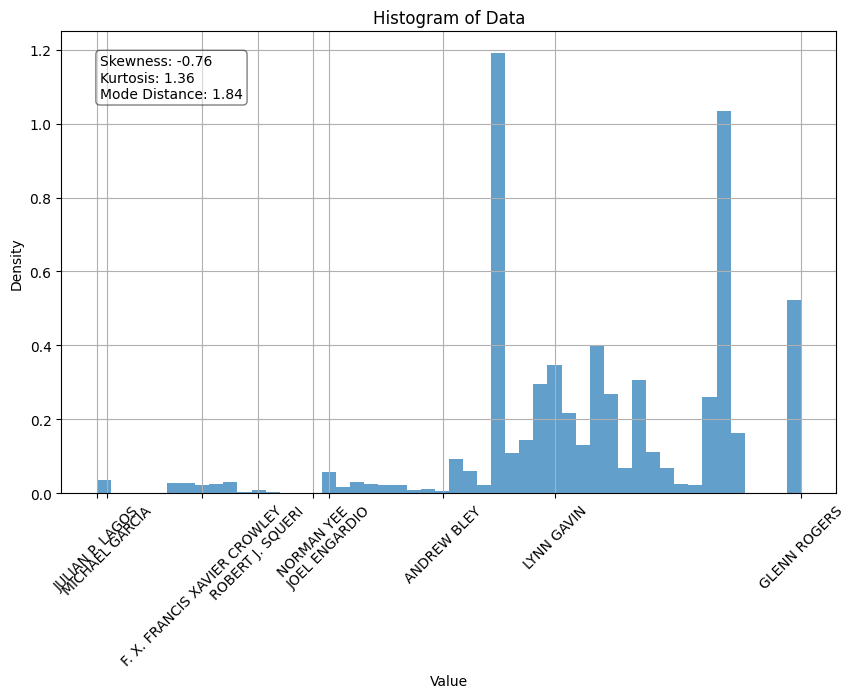 Histogram of Data
Skewness: -0.76
Kurtosis: 1.36
Mode Distance: 1.84
1.2
1.0
0.8
0.6
0.4
0.2
0.0
Density
JULIAN P. LAGOS
MICHAEL GARCIA
F. X. FRANCIS XAVIER CROWLEY
ROBERT J. SQUERI
NORMAN YEE
JOEL ENGARDIO
ANDREW BLEY
LYNN GAVIN
GLENN ROGERS
Value